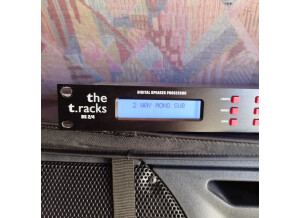 DIGITAL SPEAKER PROCESSOR
the
t.racks
DS 2/4
2 WAY MONO SUB